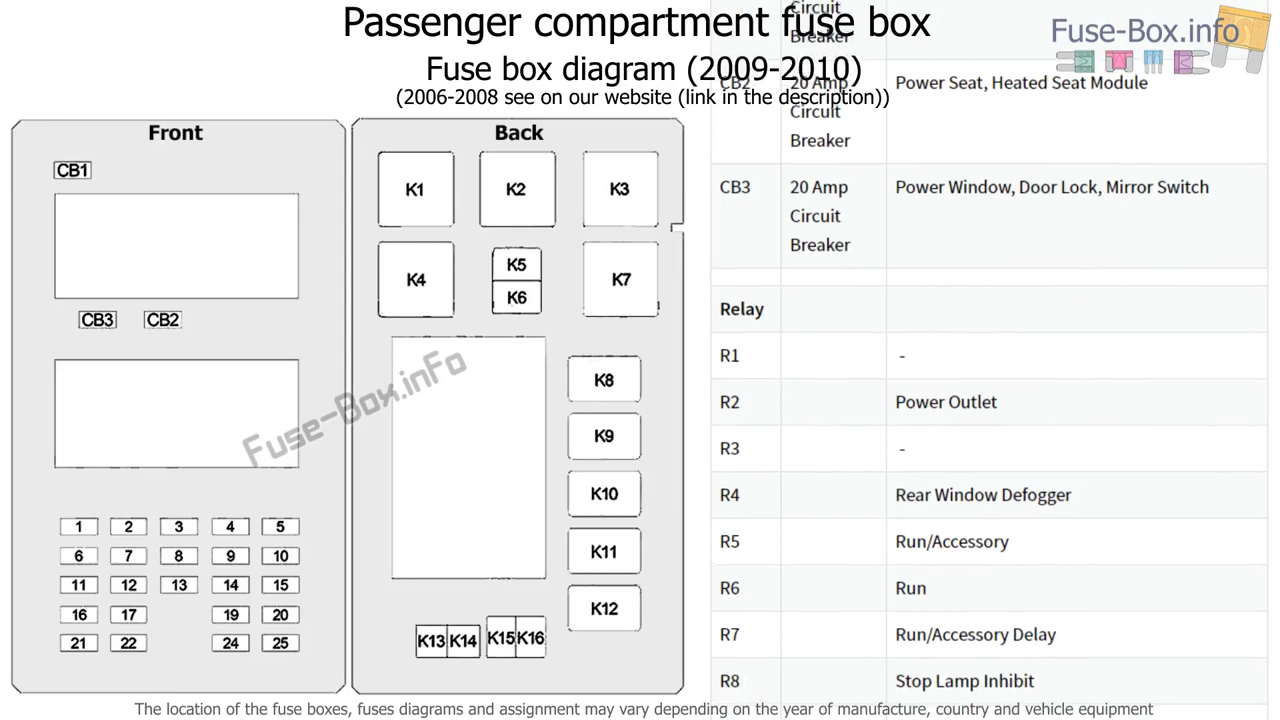 Passenger compartment fuse box
Fuse box diagram (2009-2010)
(2006-2008 see on our website (link in the description))
Fuse-Box.info
Front
CB1
CB3 CB2
1 2 3 4 5
6 7 8 9 10
11 12 13 14 15
16 17 19 20
21 22 24 25
Back
K1 K2 K3
K4 K5 K7
K6
K8
K9
K10
K11
K12
K13 K14 K15 K16
Fuse-Box.info
Circuit
Breaker
CB2 20 Amp Power Seat, Heated Seat Module
Circuit
Breaker
CB3 20 Amp Power Window, Door Lock, Mirror Switch
Circuit
Breaker
Relay
R1 -
R2 Power Outlet
R3 -
R4 Rear Window Defogger
R5 Run/Accessory
R6 Run
R7 Run/Accessory Delay
R8 Stop Lamp Inhibit
The location of the fuse boxes, fuses diagrams and assignment may vary depending on the year of manufacture, country and vehicle equipment